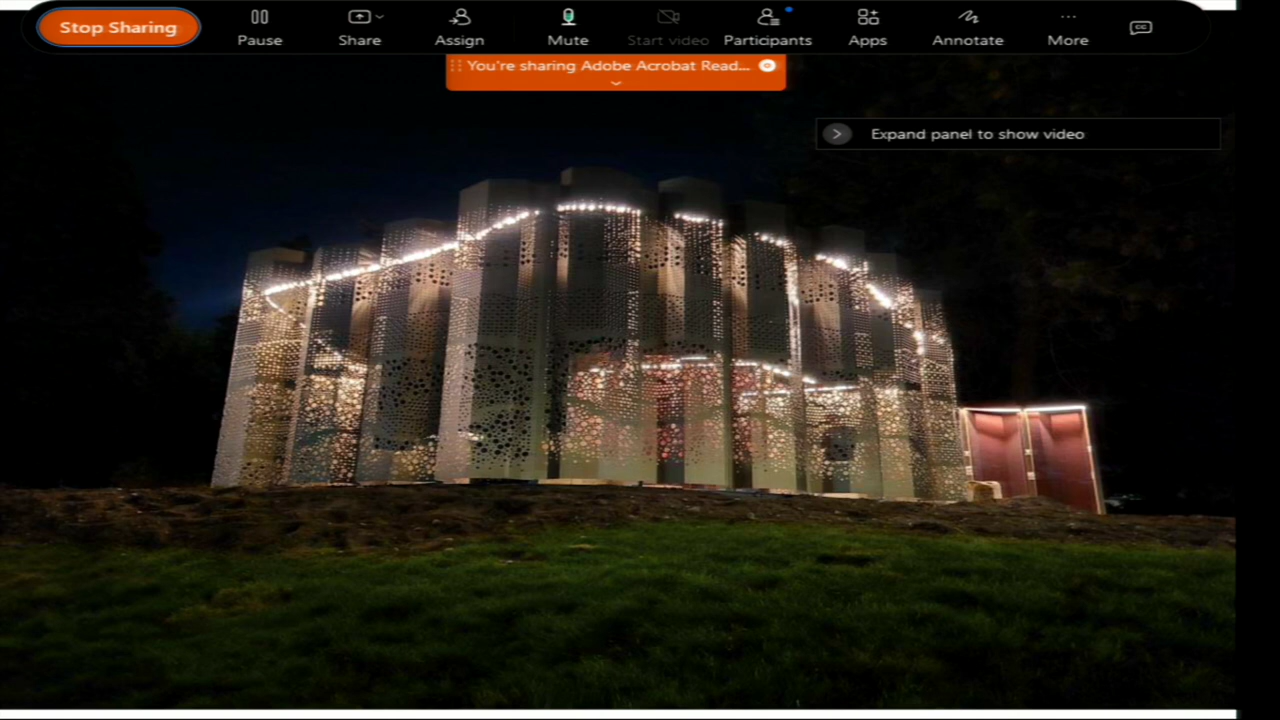 Stop Sharing
Pause
Share
Assign
Mute
Start video
Participants
Apps
Annotate
More
CC
You're sharing Adobe Acrobat Read...
Expand panel to show video